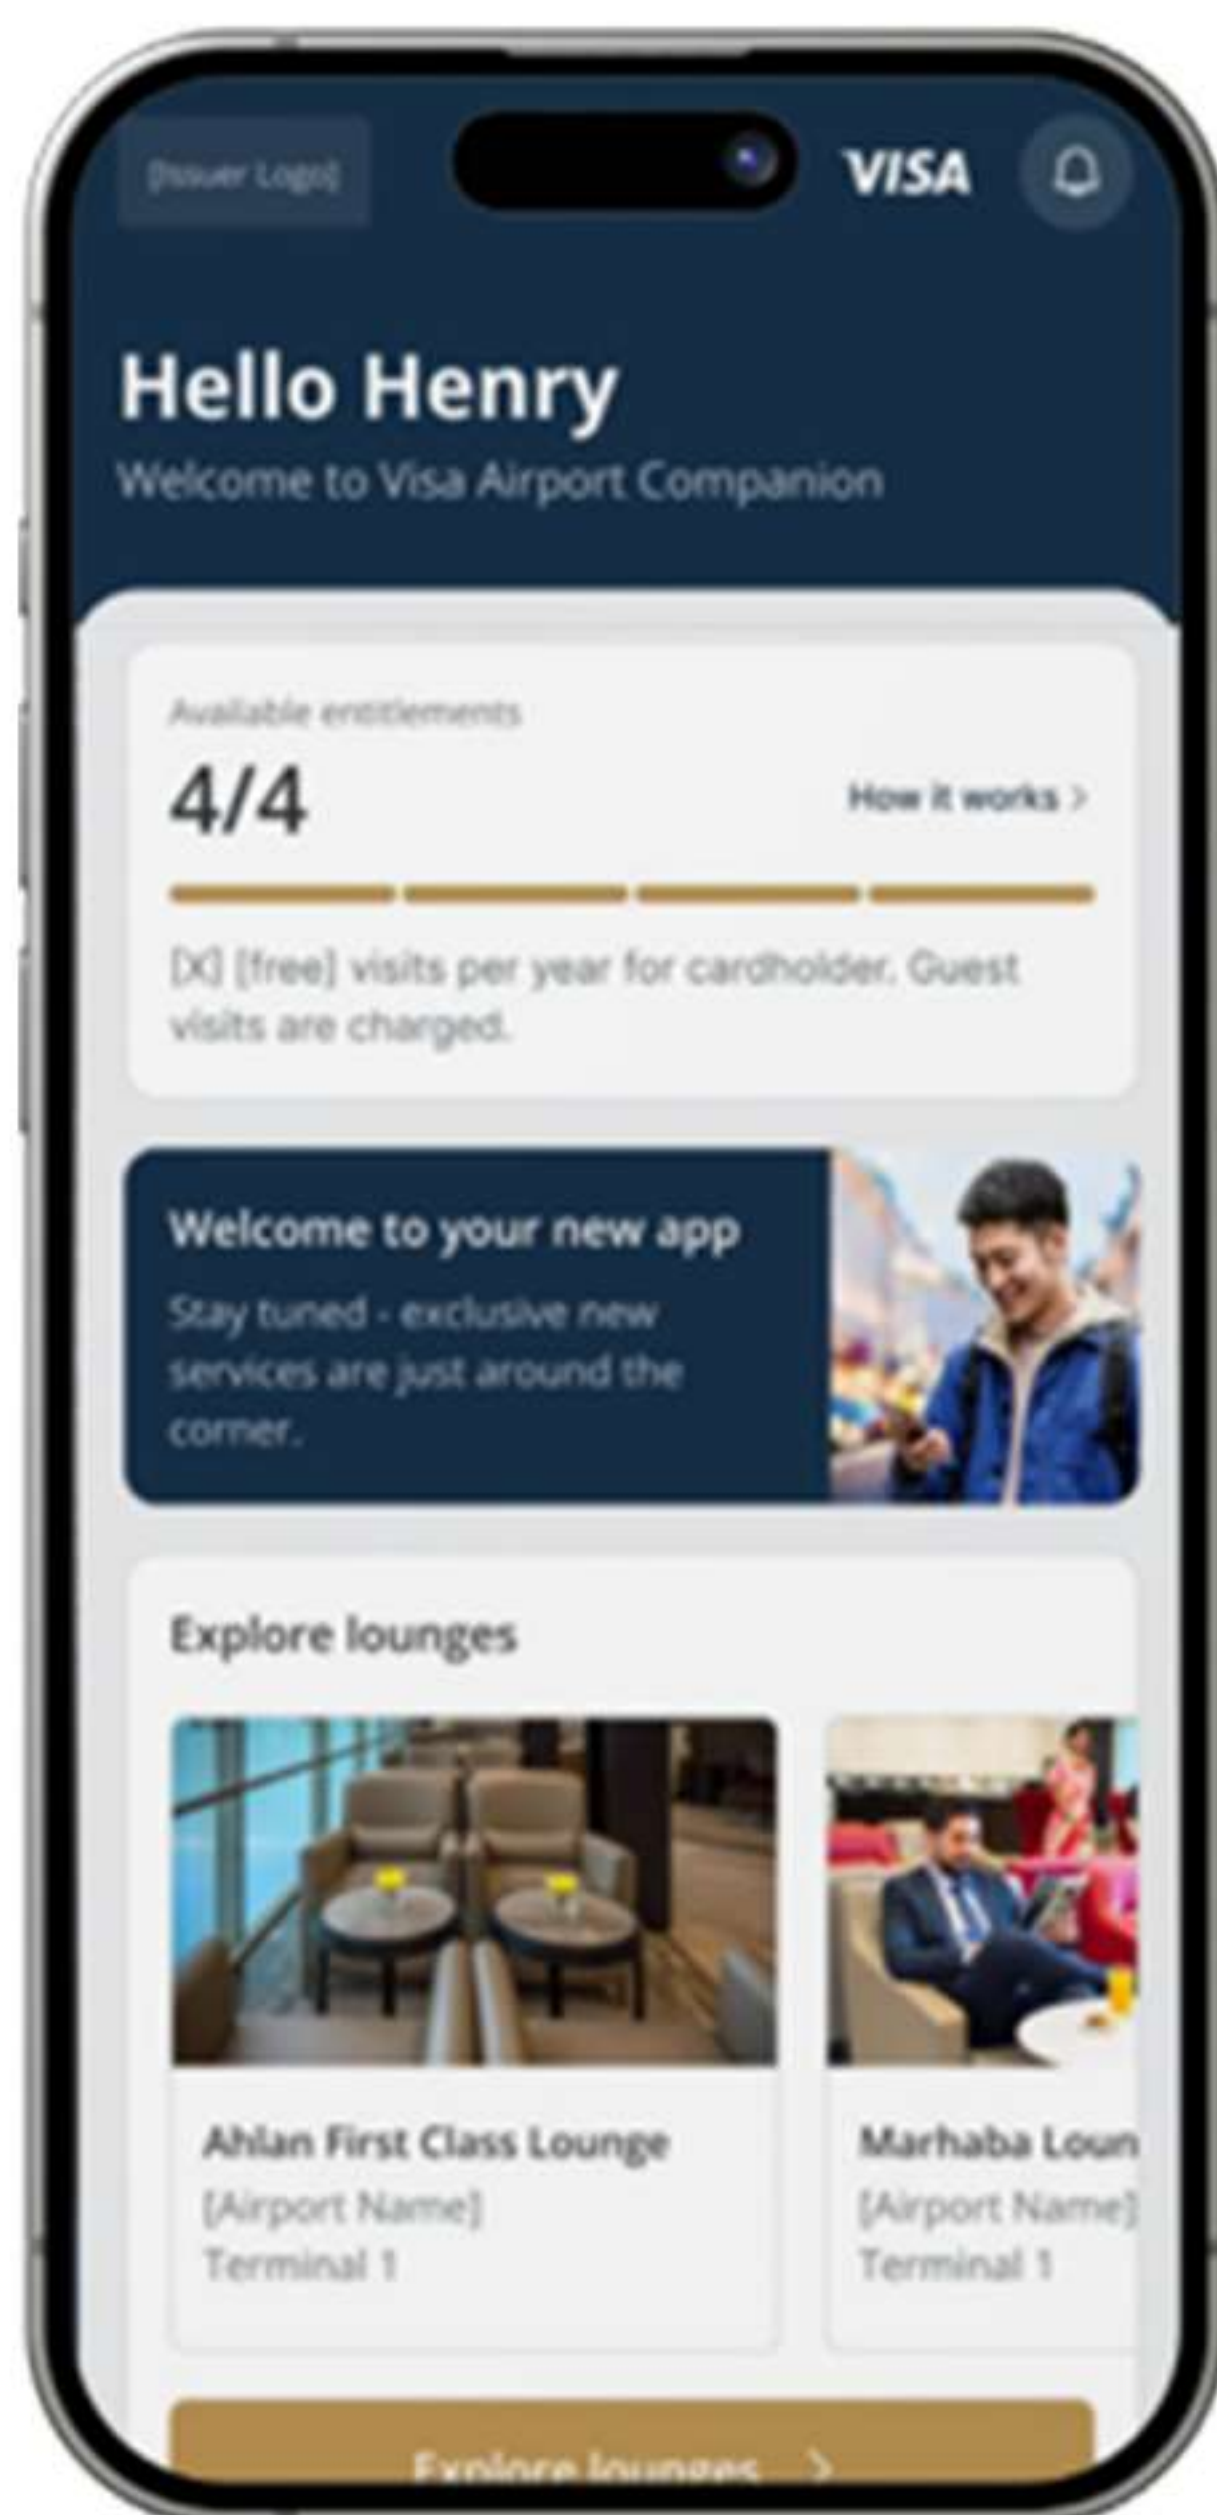 [Issuer Logo]
VISA
Hello Henry
Welcome to Visa Airport Companion
Available entitlements
4/4
How it works >
[X] [free] visits per year for cardholder. Guest
visits are charged.
Welcome to your new app
Stay tuned - exclusive new
services are just around the
corner.
Explore lounges
Ahlan First Class Lounge
[Airport Name]
Terminal 1
Marhaba Loun
[Airport Name]
Terminal 1
Explore lounges >